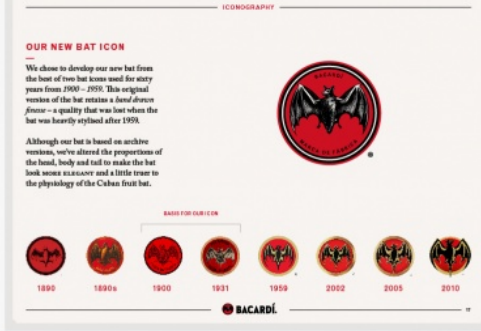 ICONOGRAPHY
OUR NEW BAT ICON
We chose to develop our new bat from
the best of two bat icons used for sixty
years from 1900 – 1959. This original
version of the bat retains a hand drawn
finesse – a quality that was lost when the
bat was heavily stylised after 1959.
Although our bat is based on archive
versions, we've altered the proportions of
the head, body and tail to make the bat
look MORE ELEGANT and a little truer to
the physiology of the Cuban fruit bat.
BACARDÍ
MARCA DE FABRICA
®
BASIS FOR OUR ICON
1890 1890s 1900 1931 1959 2002 2005 2010
BACARDÍ.